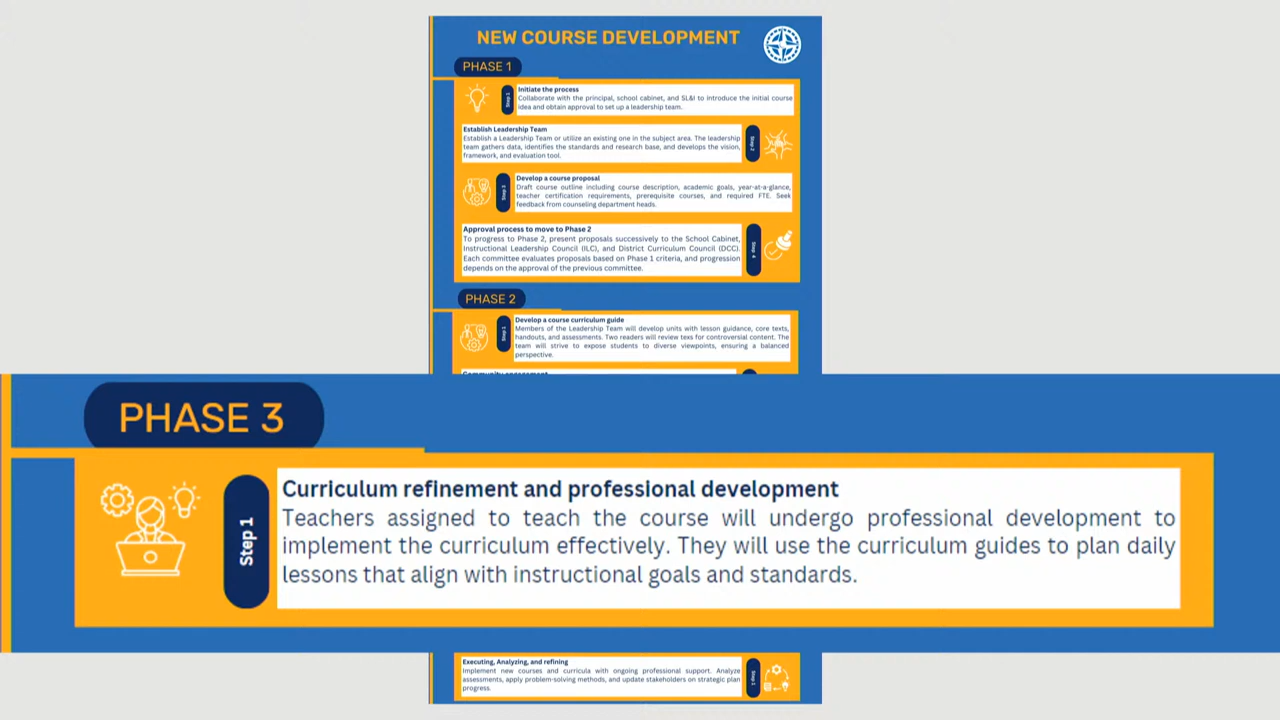 NEW COURSE DEVELOPMENT
PHASE 1
Step 1
Initiate the process
Collaborate with the principal, school cabinet, and SL&I to introduce the initial course
idea and obtain approval to set up a leadership team.
Establish Leadership Team
Establish a Leadership Team or utilize an existing one in the subject area. The leadership
team gathers data, identifies the standards and research base, and develops the vision,
framework, and evaluation tool.
Step 2
Step 3
Develop a course proposal
Draft course outline including course description, academic goals, year-at-a-glance,
teacher certification requirements, prerequisite courses, and required FTE. Seek
feedback from counseling department heads.
Approval process to move to Phase 2
To progress to Phase 2, present proposals successively to the School Cabinet,
Instructional Leadership Council (ILC), and District Curriculum Council (DCC).
Each committee evaluates proposals based on Phase 1 criteria, and progression
depends on the approval of the previous committee.
Step 4
PHASE 2
Step 1
Develop a course curriculum guide
Members of the Leadership Team will develop units with lesson guidance, core texts,
handouts, and assessments. Two readers will review texts for controversial content. The
team will strive to expose students to diverse viewpoints, ensuring a balanced
perspective.
Community engagement
PHASE 3
Step 1
Curriculum refinement and professional development
Teachers assigned to teach the course will undergo professional development to
implement the curriculum effectively. They will use the curriculum guides to plan daily
lessons that align with instructional goals and standards.
Executing, Analyzing, and refining
Implement new courses and curricula with ongoing professional support. Analyze
assessments, apply problem-solving methods, and update stakeholders on strategic plan
progress.